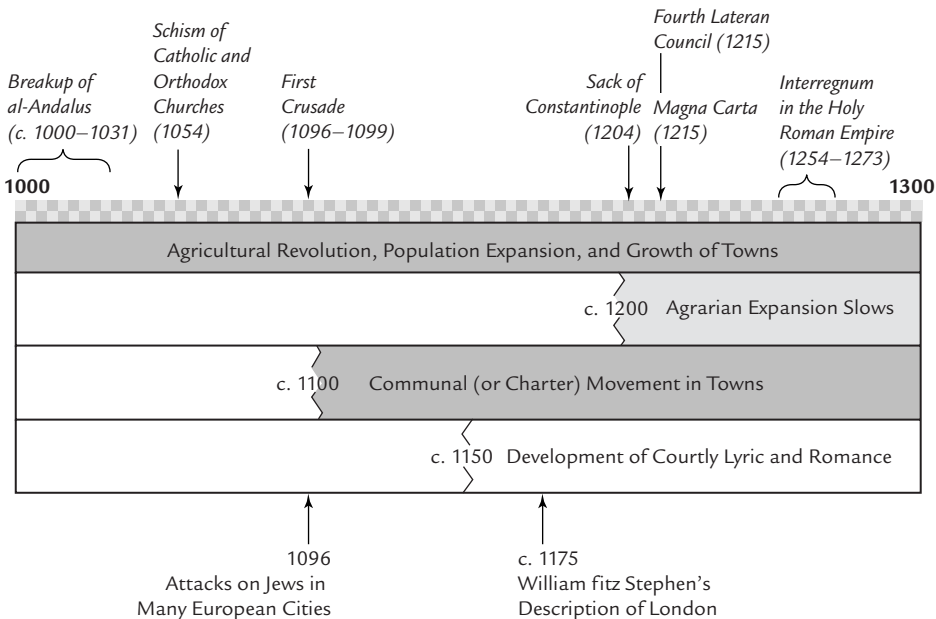 Breakup of
al-Andalus
(c. 1000–1031)
Schism of
Catholic and
Orthodox
Churches
(1054)
First
Crusade
(1096–1099)
Sack of
Constantinople
(1204)
Fourth Lateran
Council (1215)
Magna Carta
(1215)
Interregnum
in the Holy
Roman Empire
(1254–1273)
1000
1300
Agricultural Revolution, Population Expansion, and Growth of Towns
c. 1200 Agrarian Expansion Slows
c. 1100 Communal (or Charter) Movement in Towns
c. 1150 Development of Courtly Lyric and Romance
1096
Attacks on Jews in
Many European Cities
c. 1175
William fitz Stephen's
Description of London